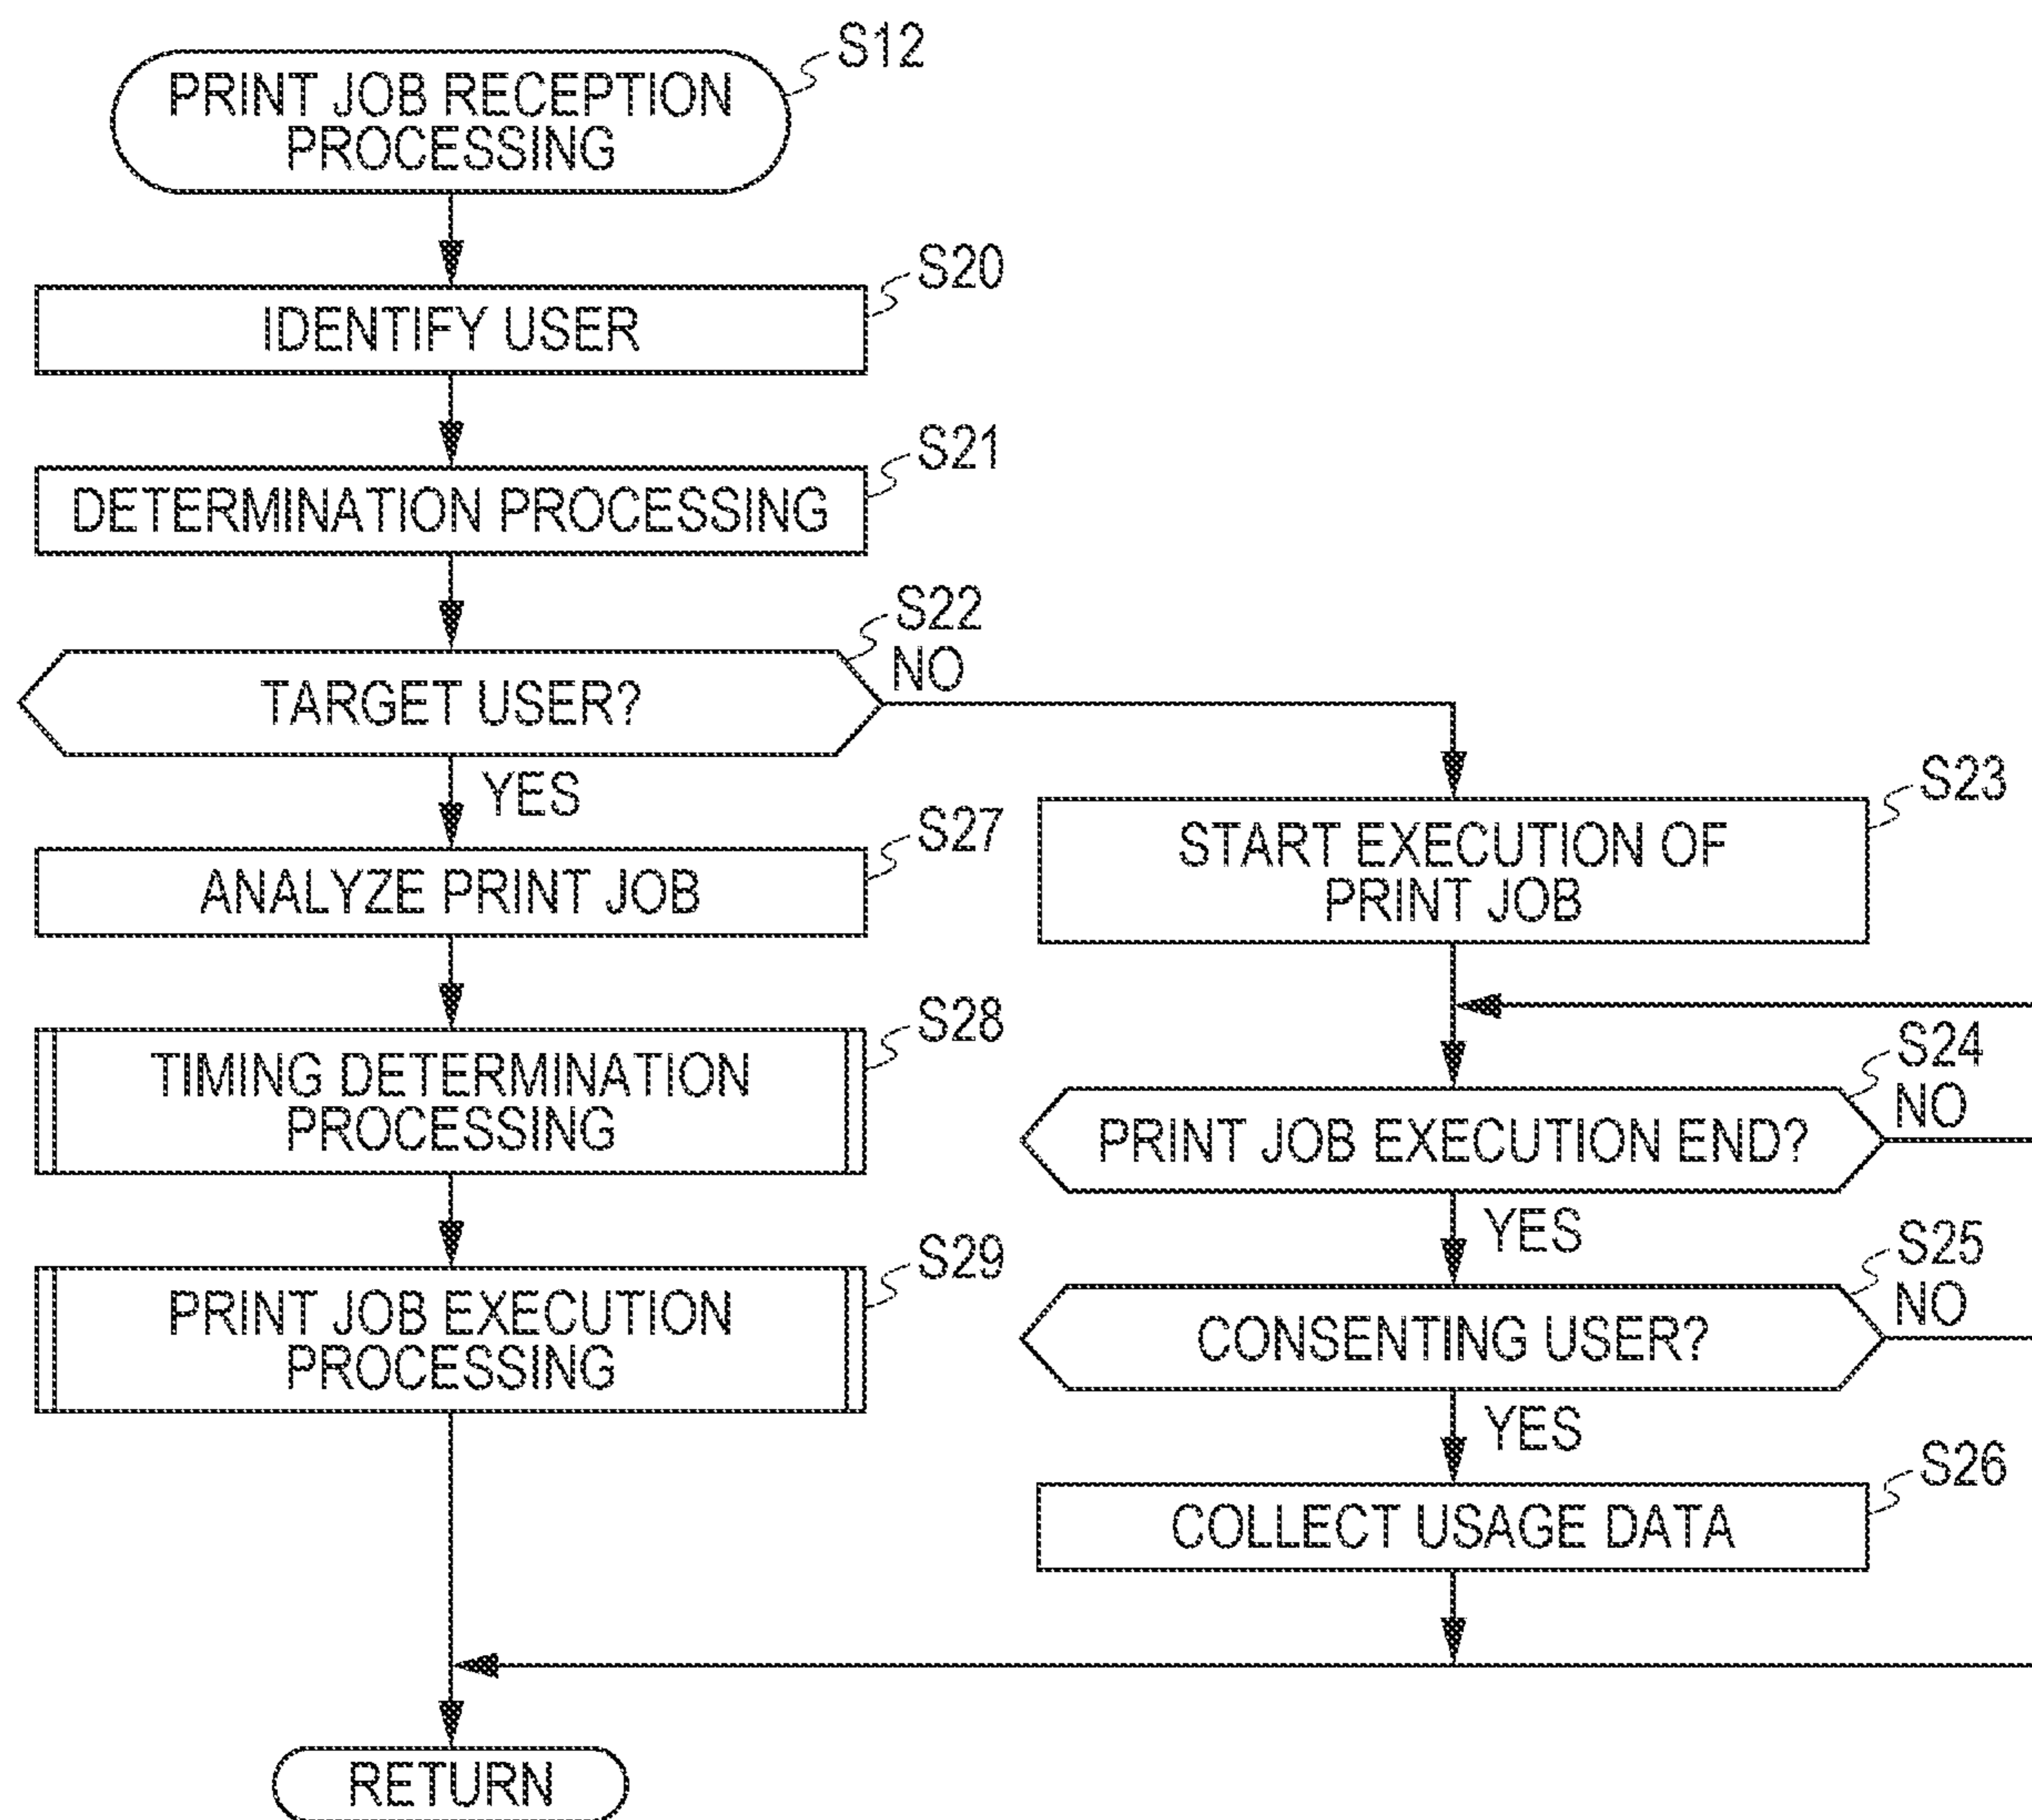 S12
PRINT JOB RECEPTION
PROCESSING
S20
IDENTIFY USER
S21
DETERMINATION PROCESSING
S22
NO
TARGET USER?
YES
S27
ANALYZE PRINT JOB
S28
TIMING DETERMINATION
PROCESSING
S29
PRINT JOB EXECUTION
PROCESSING
S23
START EXECUTION OF
PRINT JOB
S24
NO
PRINT JOB EXECUTION END?
YES
S25
NO
CONSENTING USER?
YES
S26
COLLECT USAGE DATA
RETURN